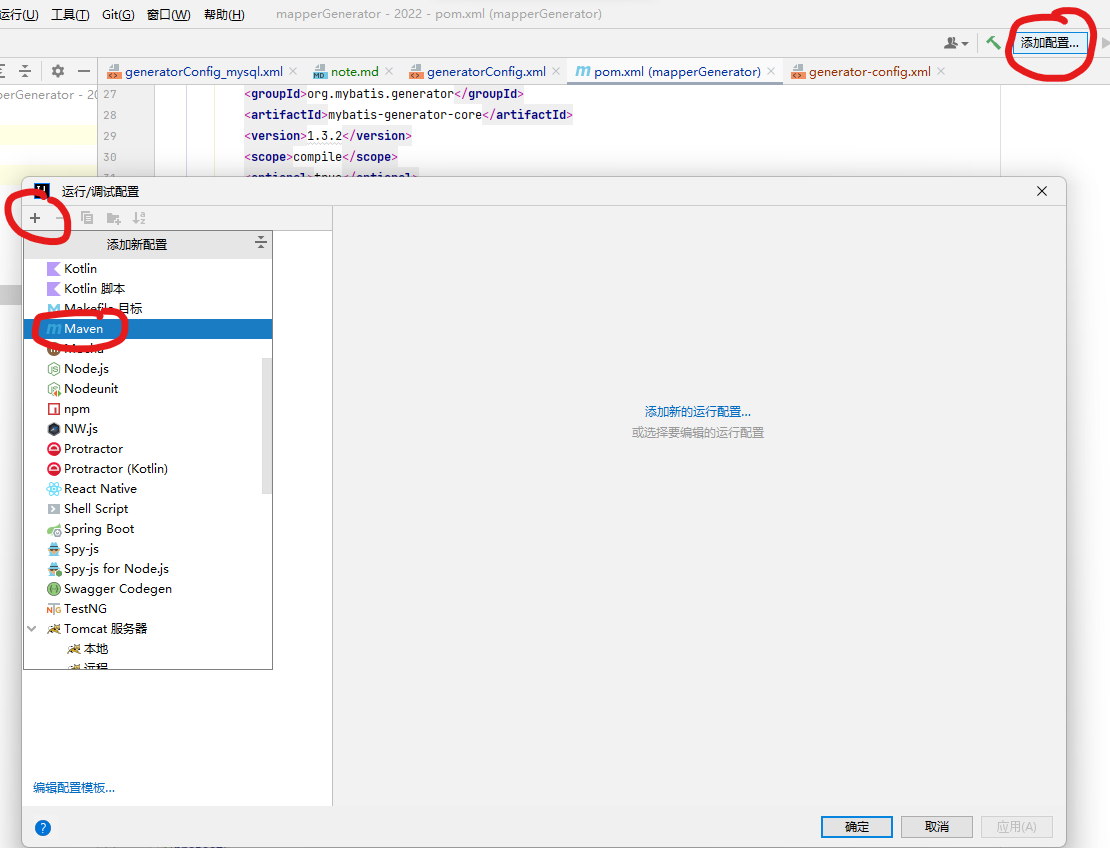 运行(U) 工具(T) Git(G) 窗口(W) 帮助(H) mapperGenerator - 2022 - pom.xml (mapperGenerator)
添加配置...
generatorConfig_mysql.xml note.md generatorConfig.xml pom.xml (mapperGenerator) generator-config.xml
perGenerator - 20
27 <groupId>org.mybatis.generator</groupId>
28 <artifactId>mybatis-generator-core</artifactId>
29 <version>1.3.2</version>
30 <scope>compile</scope>
31 <optional>true</optional>
运行/调试配置
添加新配置
Kotlin
Kotlin 脚本
Makefile 目标
Maven
Mocha
Node.js
Nodeunit
npm
NW.js
Protractor
Protractor (Kotlin)
React Native
Shell Script
Spring Boot
Spy-js
Spy-js for Node.js
Swagger Codegen
TestNG
Tomcat 服务器
本地
远程
添加新的运行配置...
或选择要编辑的运行配置
编辑配置模板...
确定 取消 应用(A)